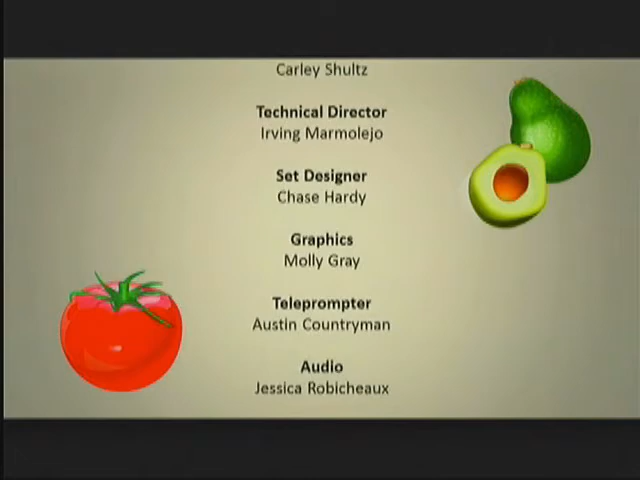 Carley Shultz
Technical Director
Irving Marmolejo
Set Designer
Chase Hardy
Graphics
Molly Gray
Teleprompter
Austin Countryman
Audio
Jessica Robicheaux